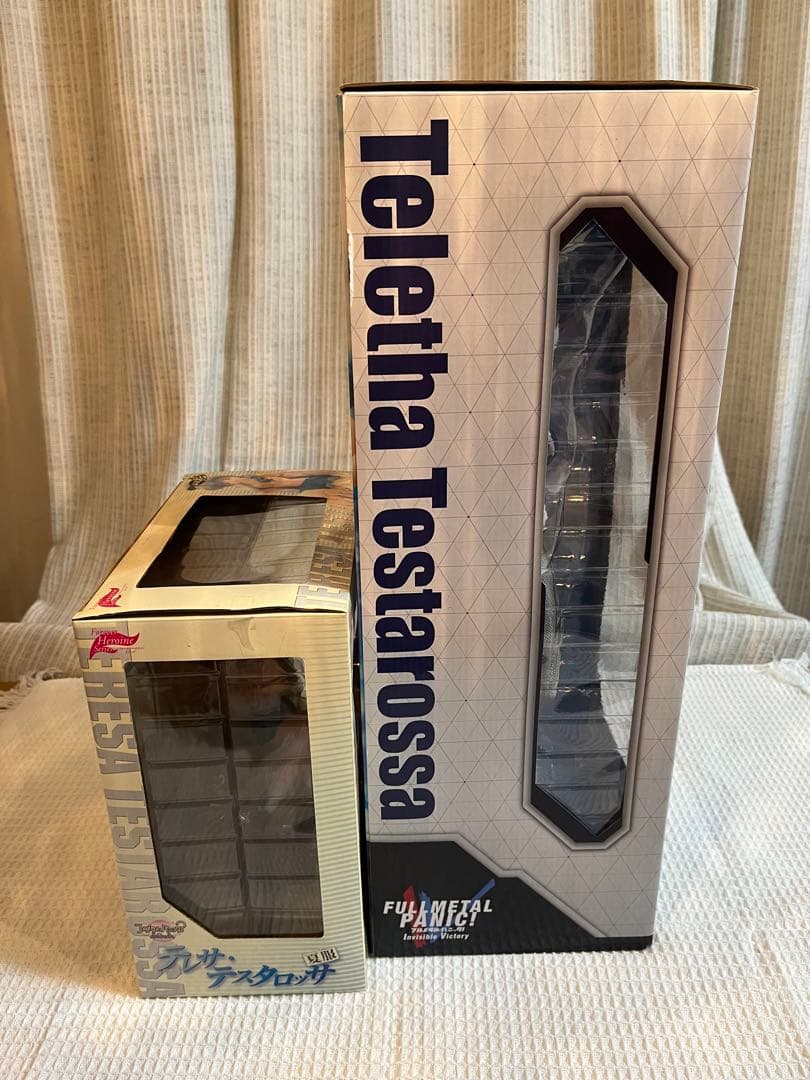 Teletha Testarossa
FULLMETAL
PANIC!
Invisible Victory
Heroine
TERESA TESTAROSSA
テレサ・
テスタロッサ
夏服